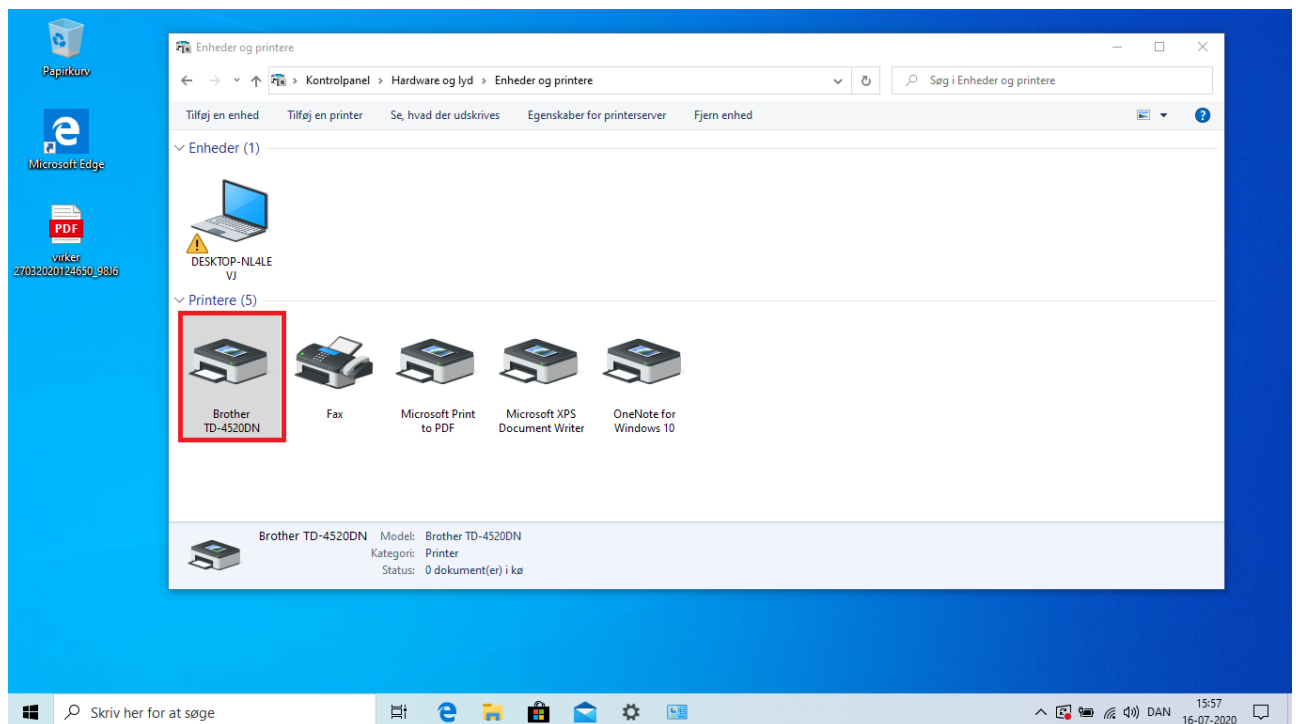 Papirkurv
Microsoft Edge
PDF
virker
27032020124650_98J6
Enheder og printere
Kontrolpanel > Hardware og lyd > Enheder og printere
Søg i Enheder og printere
Tilføj en enhed Tilføj en printer Se, hvad der udskrives Egenskaber for printerserver Fjern enhed
Enheder (1)
DESKTOP-NL4LE
VJ
Printere (5)
Brother
TD-4520DN
Fax
Microsoft Print
to PDF
Microsoft XPS
Document Writer
OneNote for
Windows 10
Brother TD-4520DN Model: Brother TD-4520DN
Kategori: Printer
Status: 0 dokument(er) i kø
Skriv her for at søge
DAN
15:57
16-07-2020